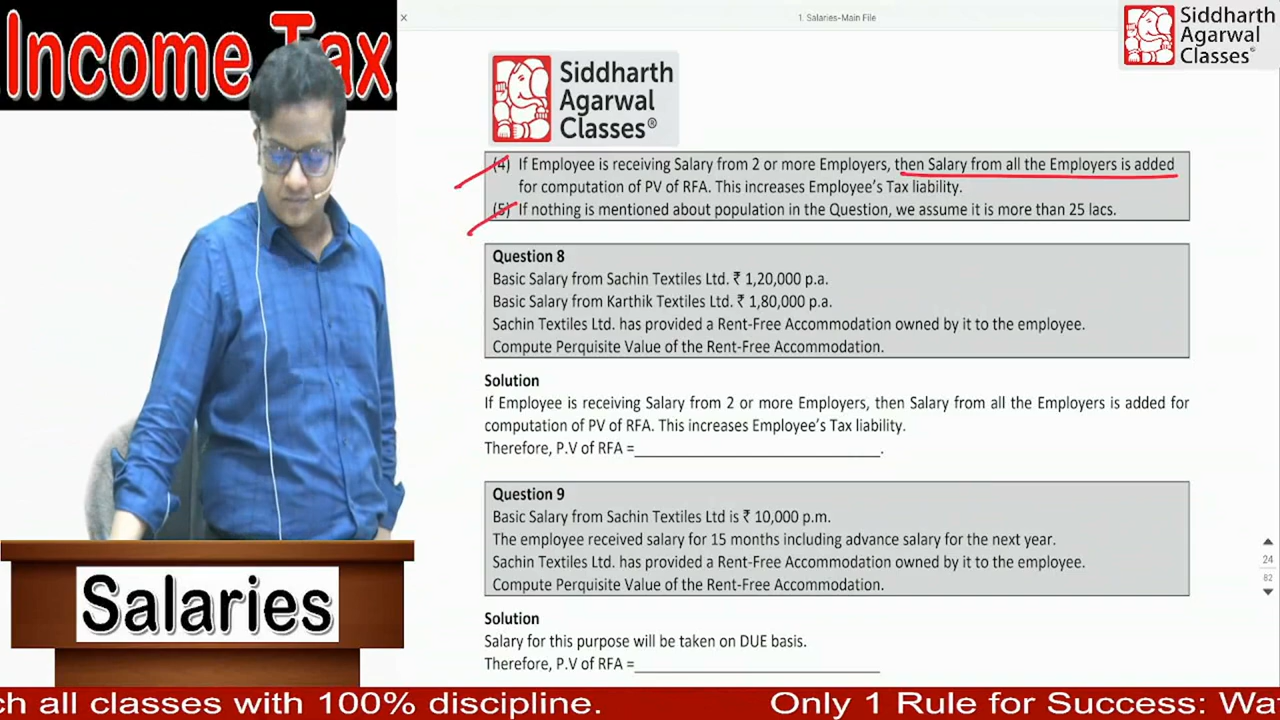 Income Tax
1. Salaries-Main File
Siddharth
Agarwal
Classes®
Siddharth
Agarwal
Classes®
(4) If Employee is receiving Salary from 2 or more Employers, then Salary from all the Employers is added
for computation of PV of RFA. This increases Employee's Tax liability.
(5) If nothing is mentioned about population in the Question, we assume it is more than 25 lacs.
Question 8
Basic Salary from Sachin Textiles Ltd. ₹ 1,20,000 p.a.
Basic Salary from Karthik Textiles Ltd. ₹ 1,80,000 p.a.
Sachin Textiles Ltd. has provided a Rent-Free Accommodation owned by it to the employee.
Compute Perquisite Value of the Rent-Free Accommodation.
Solution
If Employee is receiving Salary from 2 or more Employers, then Salary from all the Employers is added for
computation of PV of RFA. This increases Employee's Tax liability.
Therefore, P.V of RFA =____________________________.
Question 9
Basic Salary from Sachin Textiles Ltd is ₹ 10,000 p.m.
The employee received salary for 15 months including advance salary for the next year.
Sachin Textiles Ltd. has provided a Rent-Free Accommodation owned by it to the employee.
Compute Perquisite Value of the Rent-Free Accommodation.
Solution
Salary for this purpose will be taken on DUE basis.
Therefore, P.V of RFA =____________________________
24
82
Salaries
ch all classes with 100% discipline. Only 1 Rule for Success: Wa